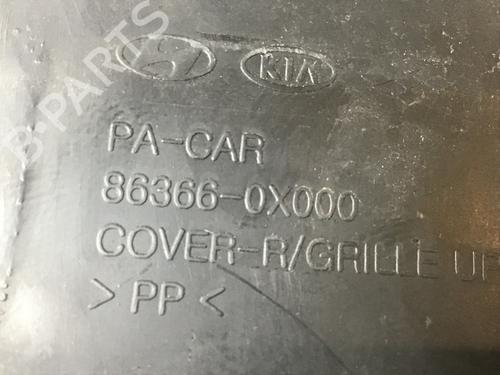 B-PARTS
KIA
PA-CAR
86366-0X000
COVER-R/GRILLE UP
> PP <